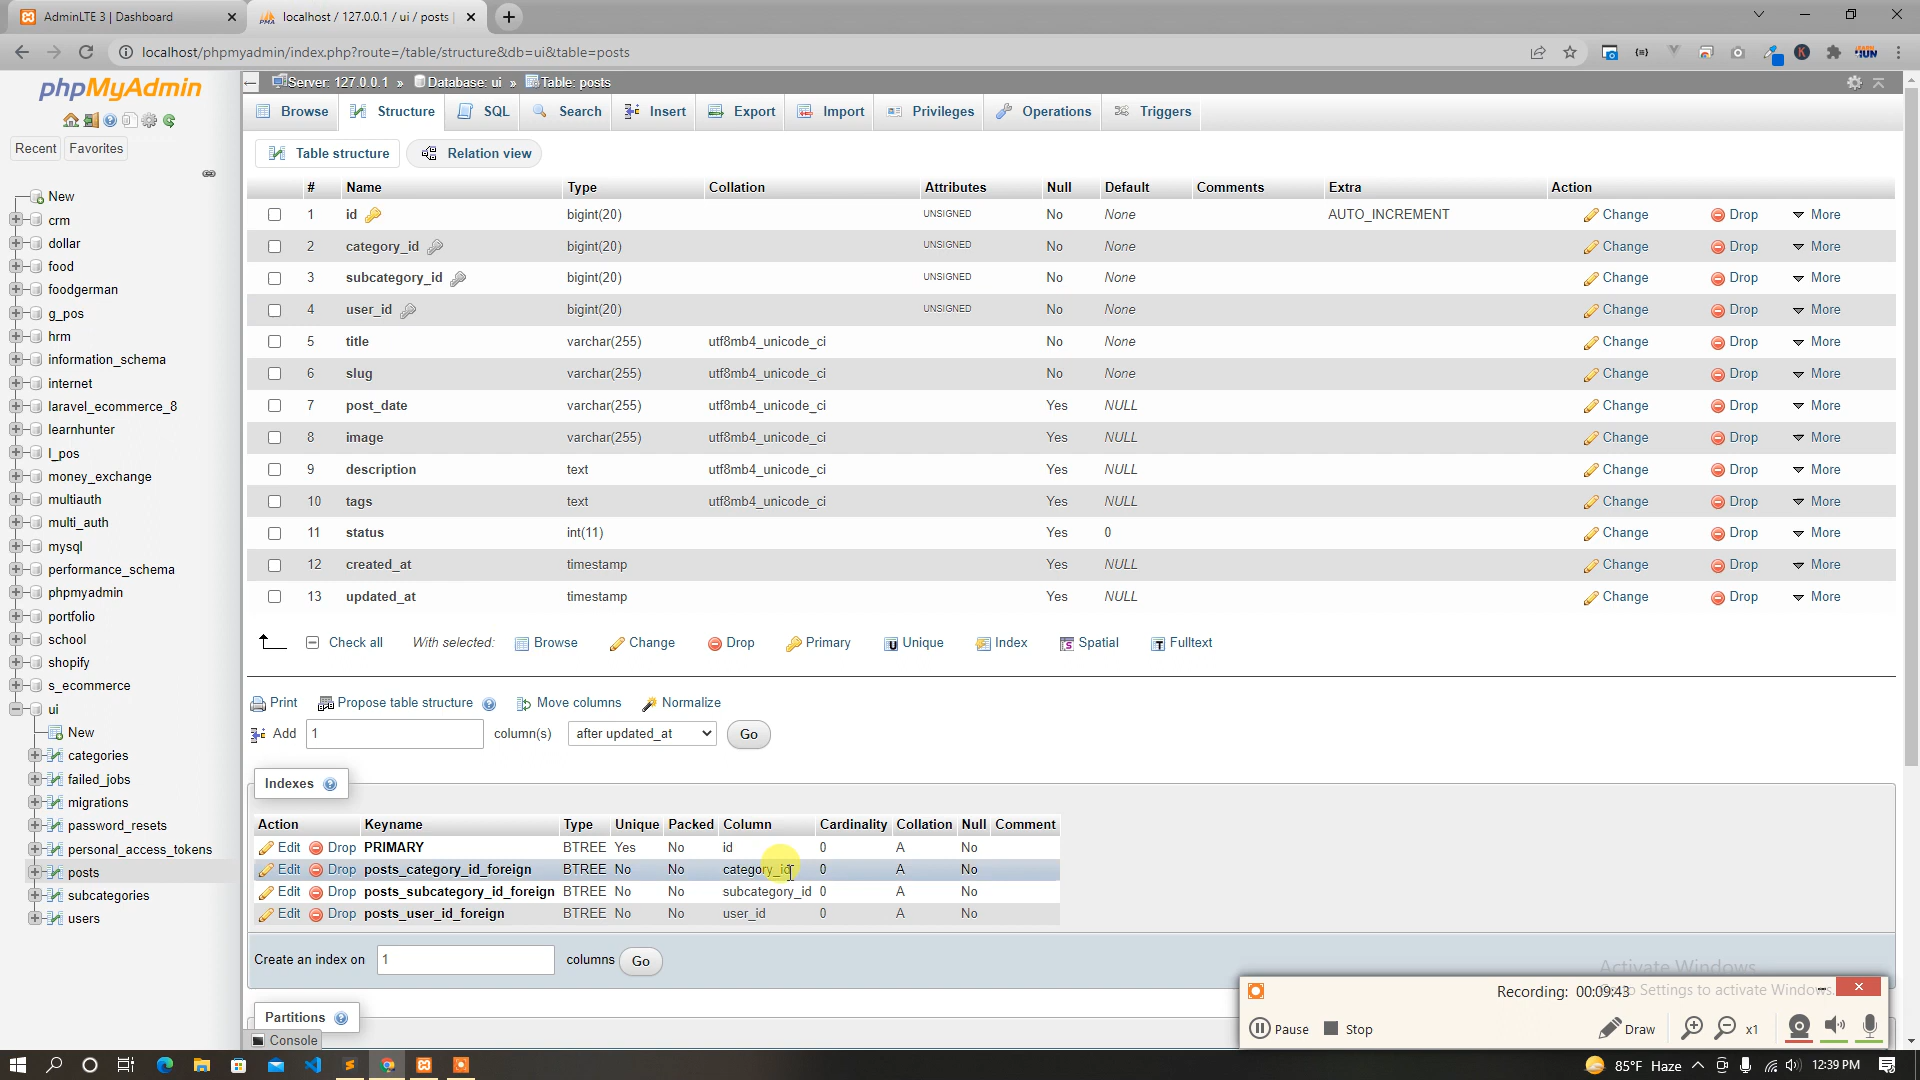 AdminLTE 3 | Dashboard
localhost / 127.0.0.1 / ui / posts |
localhost/phpmyadmin/index.php?route=/table/structure&db=ui&table=posts
phpMyAdmin
Recent Favorites
New
crm
dollar
food
foodgerman
g_pos
hrm
information_schema
internet
laravel_ecommerce_8
learnhunter
l_pos
money_exchange
multiauth
multi_auth
mysql
performance_schema
phpmyadmin
portfolio
school
shopify
s_ecommerce
ui
New
categories
failed_jobs
migrations
password_resets
personal_access_tokens
posts
subcategories
users
Server: 127.0.0.1 » Database: ui » Table: posts
Browse Structure SQL Search Insert Export Import Privileges Operations Triggers
Table structure Relation view
# Name Type Collation Attributes Null Default Comments Extra Action
1 id bigint(20) UNSIGNED No None AUTO_INCREMENT Change Drop More
2 category_id bigint(20) UNSIGNED No None Change Drop More
3 subcategory_id bigint(20) UNSIGNED No None Change Drop More
4 user_id bigint(20) UNSIGNED No None Change Drop More
5 title varchar(255) utf8mb4_unicode_ci No None Change Drop More
6 slug varchar(255) utf8mb4_unicode_ci No None Change Drop More
7 post_date varchar(255) utf8mb4_unicode_ci Yes NULL Change Drop More
8 image varchar(255) utf8mb4_unicode_ci Yes NULL Change Drop More
9 description text utf8mb4_unicode_ci Yes NULL Change Drop More
10 tags text utf8mb4_unicode_ci Yes NULL Change Drop More
11 status int(11) Yes 0 Change Drop More
12 created_at timestamp Yes NULL Change Drop More
13 updated_at timestamp Yes NULL Change Drop More
Check all With selected: Browse Change Drop Primary Unique Index Spatial Fulltext
Print Propose table structure Move columns Normalize
Add 1 column(s) after updated_at Go
Indexes
Action Keyname Type Unique Packed Column Cardinality Collation Null Comment
Edit Drop PRIMARY BTREE Yes No id 0 A No
Edit Drop posts_category_id_foreign BTREE No No category_id 0 A No
Edit Drop posts_subcategory_id_foreign BTREE No No subcategory_id 0 A No
Edit Drop posts_user_id_foreign BTREE No No user_id 0 A No
Create an index on 1 columns Go
Partitions
Console
Activate Windows
Recording: 00:09:43 to Settings to activate Windows.
Pause Stop Draw x1
85°F Haze 12:39 PM